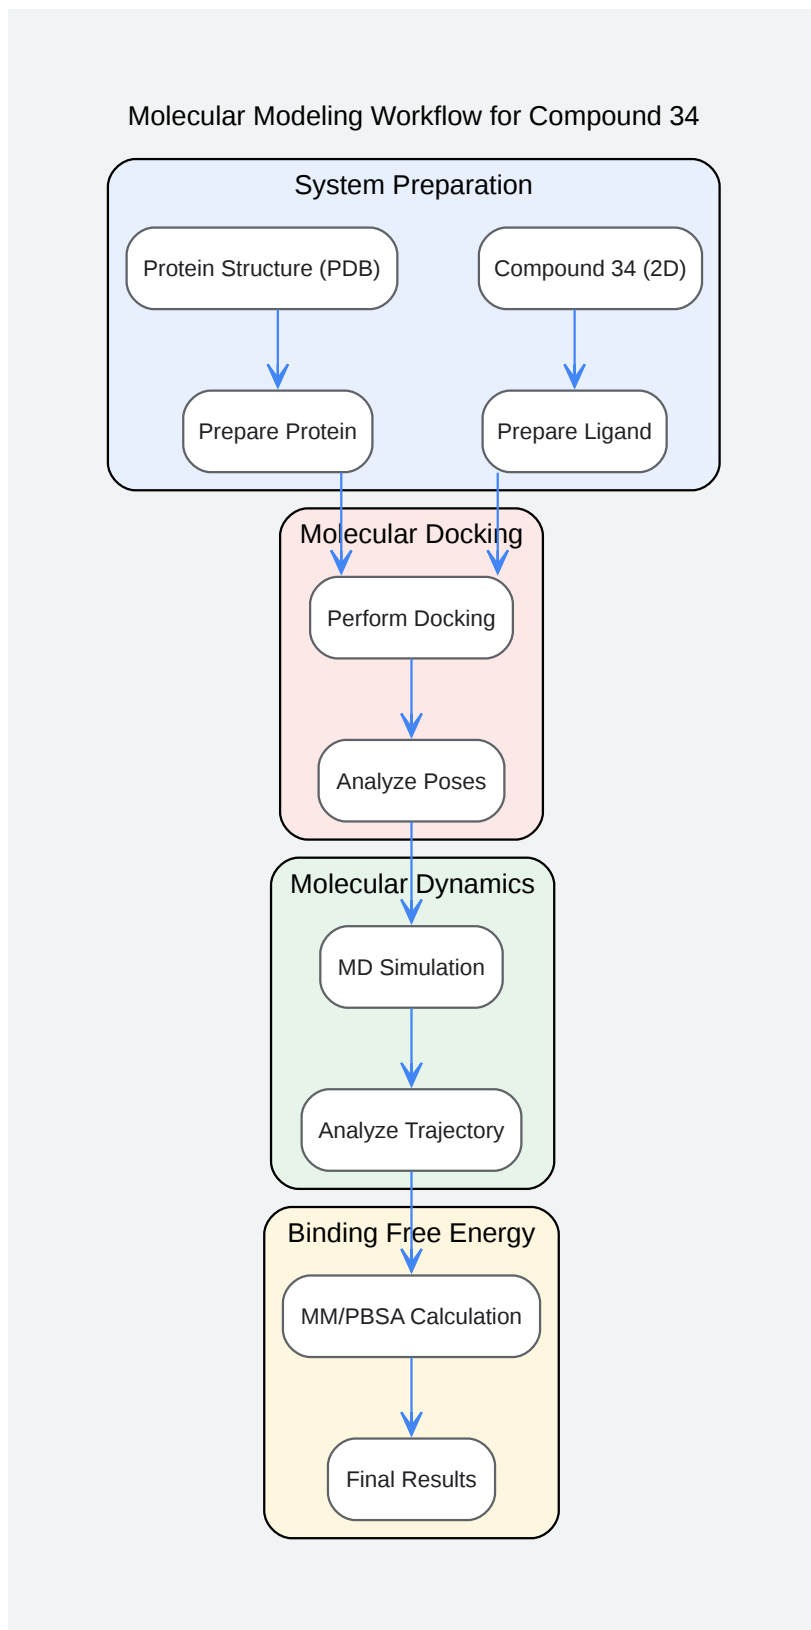 Molecular Modeling Workflow for Compound 34
System Preparation
Protein Structure (PDB)
Compound 34 (2D)
Prepare Protein
Prepare Ligand
Molecular Docking
Perform Docking
Analyze Poses
Molecular Dynamics
MD Simulation
Analyze Trajectory
Binding Free Energy
MM/PBSA Calculation
Final Results